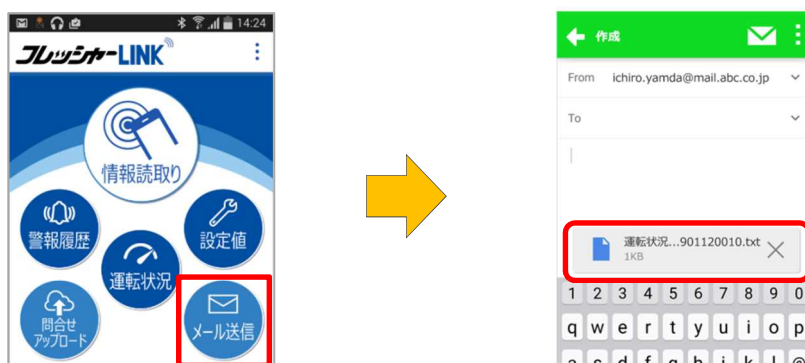 14:24
フレッシャーLINK
情報読取り
警報履歴
設定値
運転状況
問合せ
アップロード
メール送信
作成
From ichiro.yamda@mail.abc.co.jp
To
運転状況...901120010.txt
1KB
1 2 3 4 5 6 7 8 9 0
q w e r t y u i o p